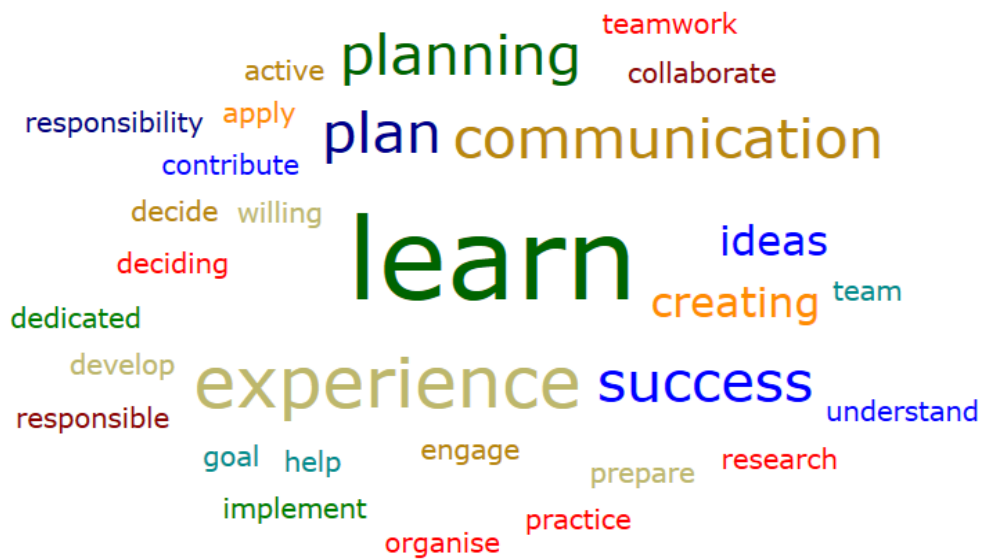 teamwork
planning
active
collaborate
apply
responsibility
plan communication
contribute
decide willing
learn
ideas
deciding
team
creating
dedicated
develop
experience success
responsible
understand
engage
goal help
research
prepare
implement
practice
organise